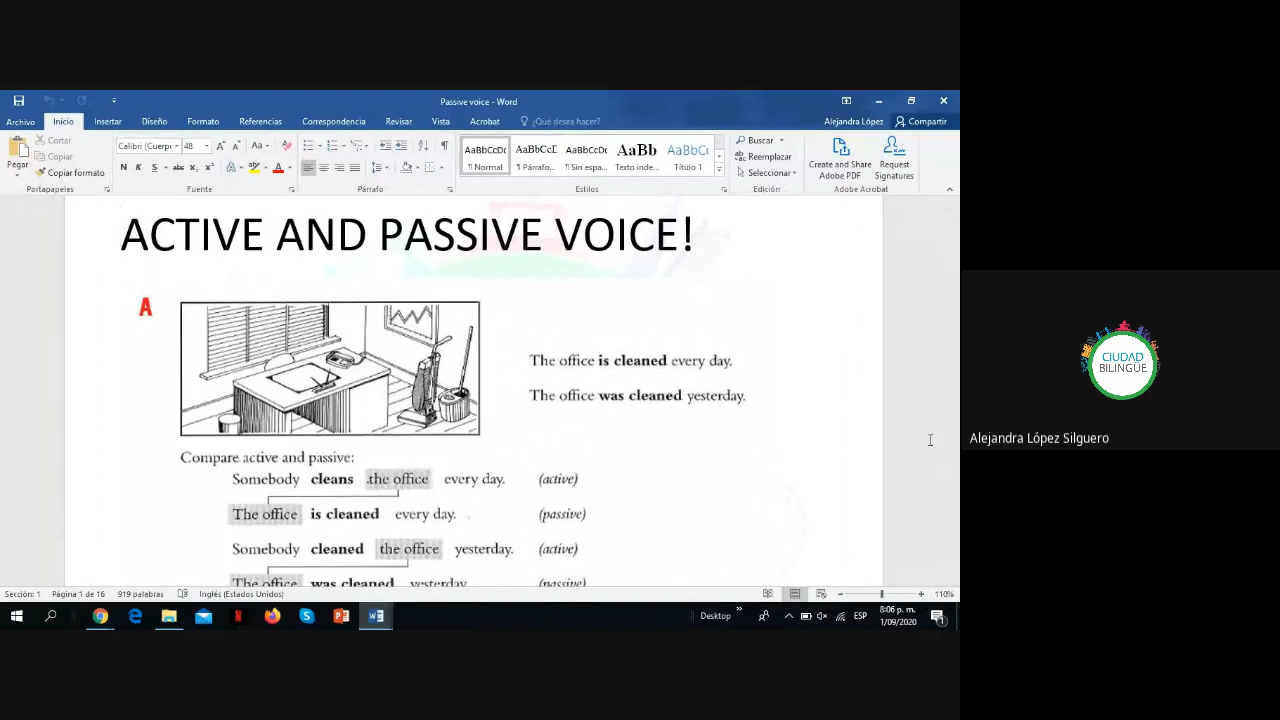 Passive voice - Word
Archivo Inicio Insertar Diseño Formato Referencias Correspondencia Revisar Vista Acrobat ¿Qué desea hacer? Alejandra López Compartir
Pegar
Cortar
Copiar
Copiar formato
Calibri (Cuerpo 48
N K S abc x₂ x²
AaBbCcDc AaBbCcD AaBbCcDc AaBb AaBbCc
¶ Normal ¶ Párrafo... ¶ Sin espa... Texto inde... Título 1
Buscar
Reemplazar
Seleccionar
Create and Share Adobe PDF
Request Signatures
Portapapeles Fuente Párrafo Estilos Edición Adobe Acrobat
ACTIVE AND PASSIVE VOICE!
A
The office is cleaned every day.
The office was cleaned yesterday.
Compare active and passive:
Somebody cleans the office every day. (active)
The office is cleaned every day. (passive)
Somebody cleaned the office yesterday. (active)
The office was cleaned yesterday (passive)
CIUDAD
BILINGÜE
Alejandra López Silguero
Sección: 1 Página 1 de 16 919 palabras Inglés (Estados Unidos) 110%
Desktop ESP
8:06 p. m.
1/09/2020